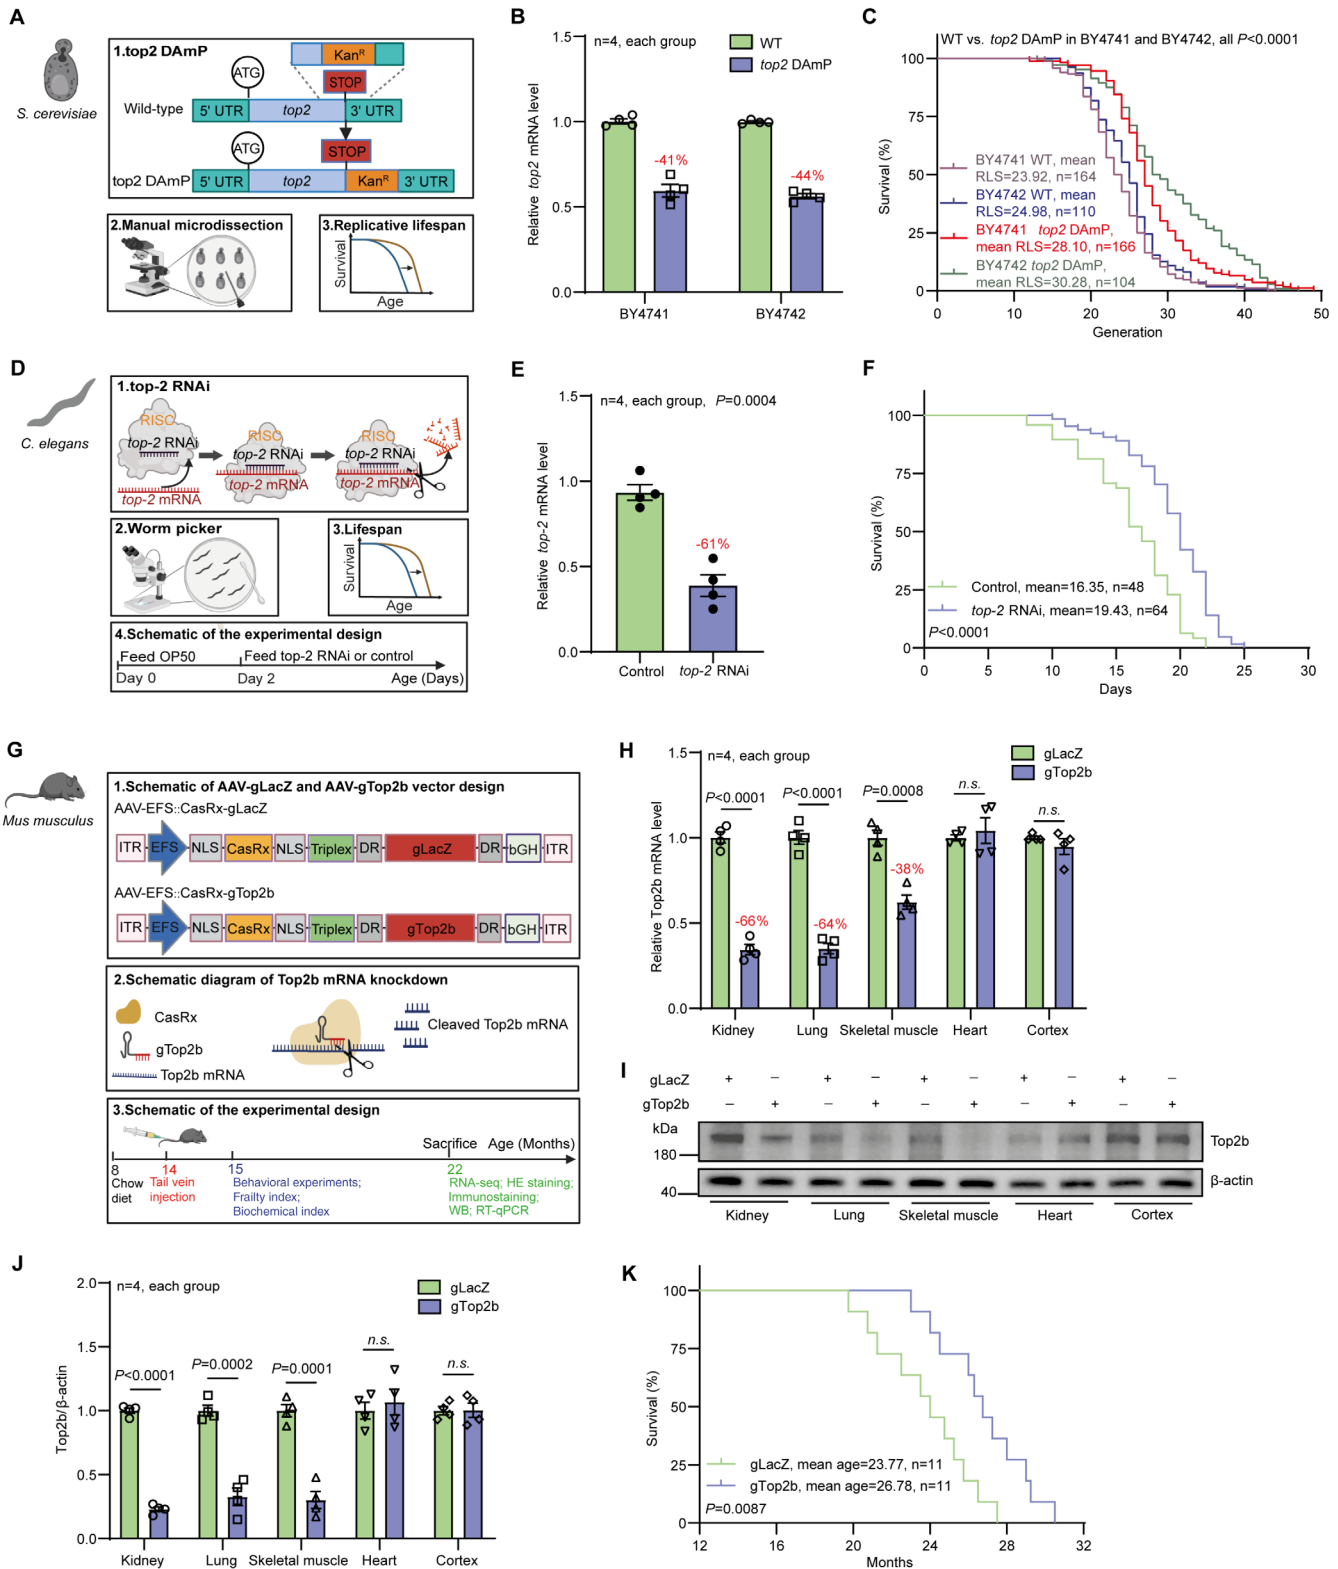 A
S. cerevisiae
1.top2 DAmP
Kan^R
ATG
STOP
Wild-type
5' UTR
top2
3' UTR
ATG
STOP
top2 DAmP
5' UTR
top2
Kan^R
3' UTR
2.Manual microdissection
3.Replicative lifespan
Survival
Age
B
n=4, each group
WT
top2 DAmP
Relative top2 mRNA level
1.5
1.0
0.5
0.0
-41%
-44%
BY4741
BY4742
C
WT vs. top2 DAmP in BY4741 and BY4742, all P<0.0001
Survival (%)
100
75
50
25
0
BY4741 WT, mean
RLS=23.92, n=164
BY4742 WT, mean
RLS=24.98, n=110
BY4741 top2 DAmP,
mean RLS=28.10, n=166
BY4742 top2 DAmP,
mean RLS=30.28, n=104
0 10 20 30 40 50
Generation
D
C. elegans
1.top-2 RNAi
RISC
top-2 RNAi
top-2 mRNA
RISC
top-2 RNAi
top-2 mRNA
RISC
top-2 RNAi
top-2 mRNA
2.Worm picker
3.Lifespan
Survival
Age
4.Schematic of the experimental design
Feed OP50
Feed top-2 RNAi or control
Day 0
Day 2
Age (Days)
E
n=4, each group, P=0.0004
Relative top-2 mRNA level
1.5
1.0
0.5
0.0
-61%
Control
top-2 RNAi
F
Survival (%)
100
75
50
25
0
Control, mean=16.35, n=48
top-2 RNAi, mean=19.43, n=64
P<0.0001
0 5 10 15 20 25 30
Days
G
Mus musculus
1.Schematic of AAV-gLacZ and AAV-gTop2b vector design
AAV-EFS::CasRx-gLacZ
ITR EFS NLS CasRx NLS Triplex DR gLacZ DR bGH ITR
AAV-EFS::CasRx-gTop2b
ITR EFS NLS CasRx NLS Triplex DR gTop2b DR bGH ITR
2.Schematic diagram of Top2b mRNA knockdown
CasRx
gTop2b
Top2b mRNA
Cleaved Top2b mRNA
3.Schematic of the experimental design
Sacrifice
Age (Months)
8 14 15 22
Chow
diet
Tail vein
injection
Behavioral experiments;
Frailty index;
Biochemical index
RNA-seq; HE staining;
Immunostaining;
WB; RT-qPCR
H
n=4, each group
gLacZ
gTop2b
Relative Top2b mRNA level
1.5
1.0
0.5
0.0
P<0.0001
P<0.0001
P=0.0008
n.s.
n.s.
-66%
-64%
-38%
Kidney Lung Skeletal muscle Heart Cortex
I
gLacZ + − + − + − + − + −
gTop2b − + − + − + − + − +
kDa
180
40
Top2b
β-actin
Kidney Lung Skeletal muscle Heart Cortex
J
n=4, each group
gLacZ
gTop2b
Top2b/β-actin
2.0
1.5
1.0
0.5
0.0
P<0.0001
P=0.0002
P=0.0001
n.s.
n.s.
Kidney Lung Skeletal muscle Heart Cortex
K
Survival (%)
100
75
50
25
0
gLacZ, mean age=23.77, n=11
gTop2b, mean age=26.78, n=11
P=0.0087
12 16 20 24 28 32
Months